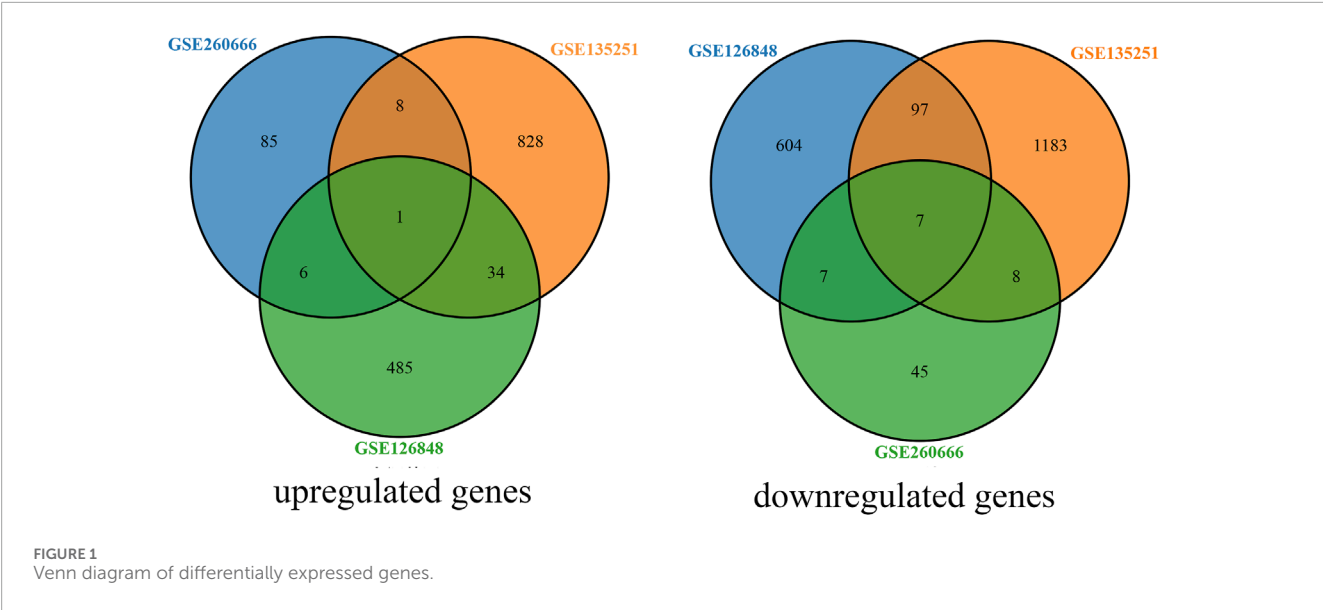 GSE260666
GSE135251
8
85
828
1
6
34
485
GSE126848
upregulated genes
GSE126848
GSE135251
97
604
1183
7
7
8
45
GSE260666
downregulated genes
FIGURE 1
Venn diagram of differentially expressed genes.